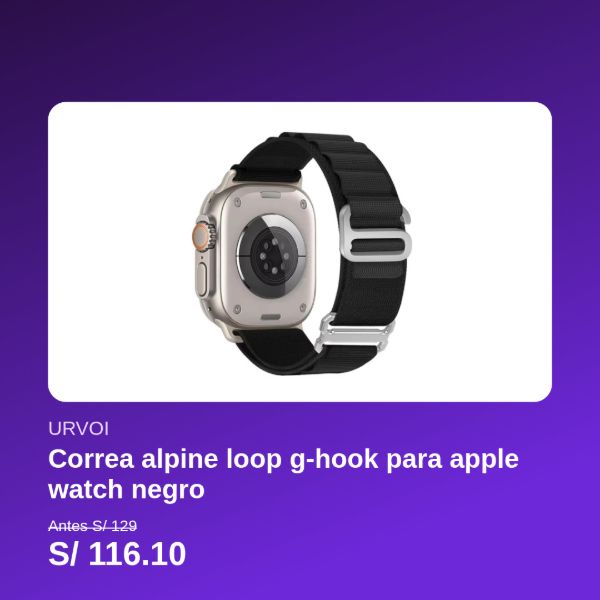 URVOI
Correa alpine loop g-hook para apple
watch negro
Antes S/ 129
S/ 116.10